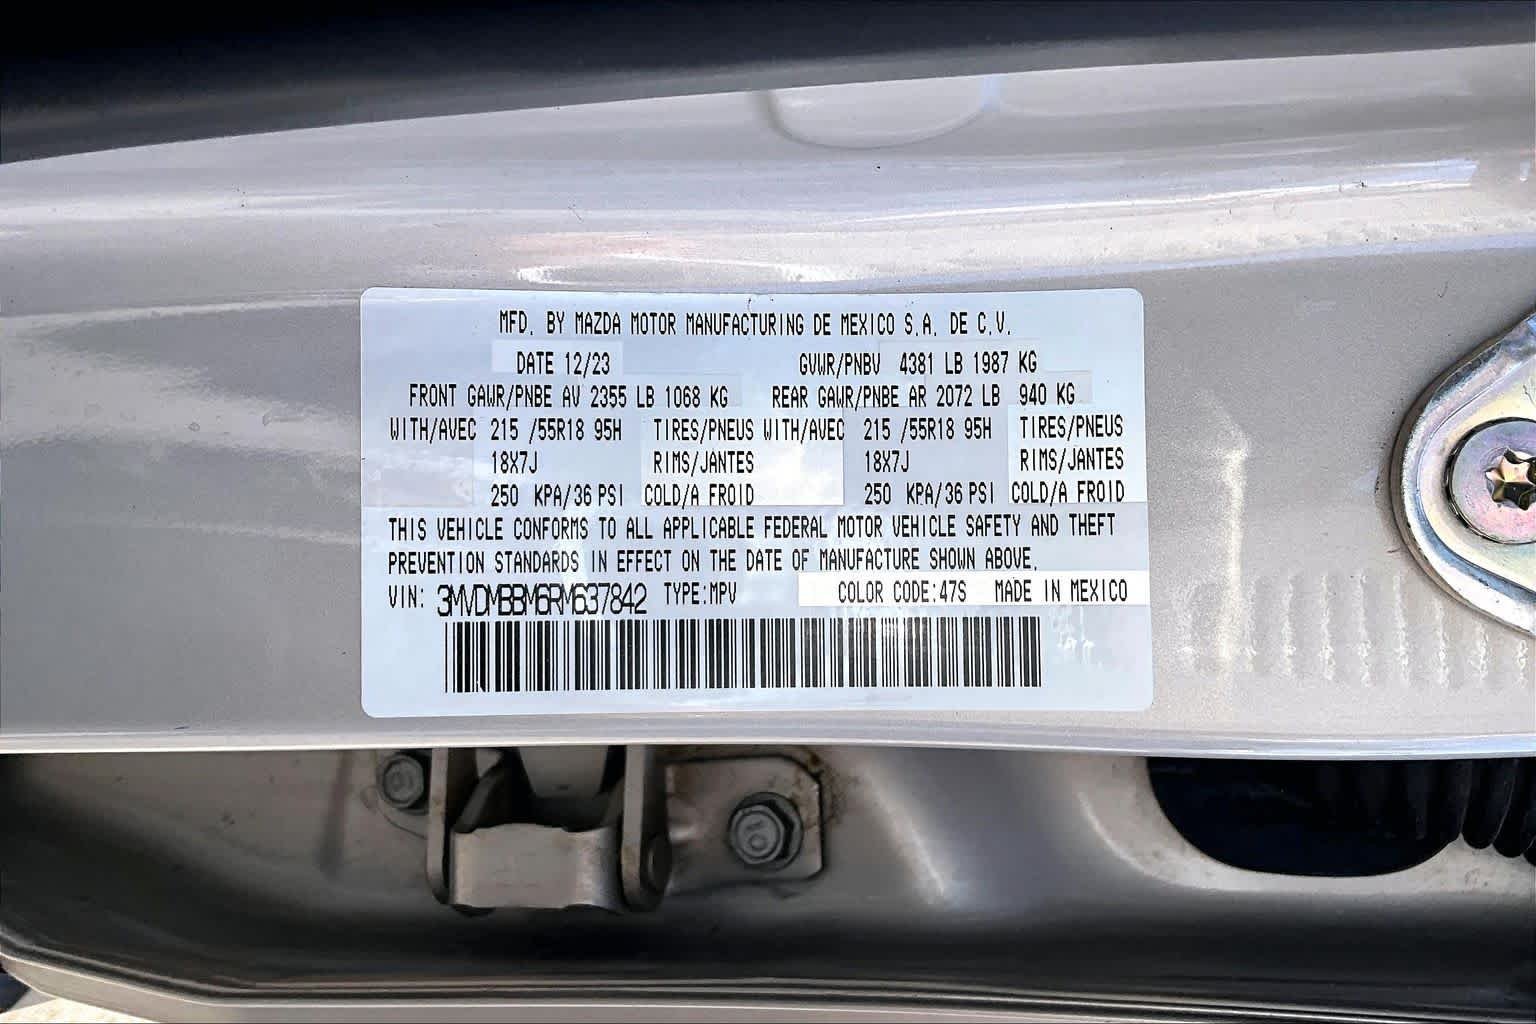 MFD. BY MAZDA MOTOR MANUFACTURING DE MEXICO S.A. DE C.V.
DATE 12/23 GVWR/PNBV 4381 LB 1987 KG
FRONT GAWR/PNBE AV 2355 LB 1068 KG REAR GAWR/PNBE AR 2072 LB 940 KG
WITH/AVEC 215 /55R18 95H TIRES/PNEUS WITH/AVEC 215 /55R18 95H TIRES/PNEUS
18X7J RIMS/JANTES 18X7J RIMS/JANTES
250 KPA/36 PSI COLD/A FROID 250 KPA/36 PSI COLD/A FROID
THIS VEHICLE CONFORMS TO ALL APPLICABLE FEDERAL MOTOR VEHICLE SAFETY AND THEFT
PREVENTION STANDARDS IN EFFECT ON THE DATE OF MANUFACTURE SHOWN ABOVE.
VIN: 3MVDMBBM6RM637842 TYPE:MPV COLOR CODE:47S MADE IN MEXICO